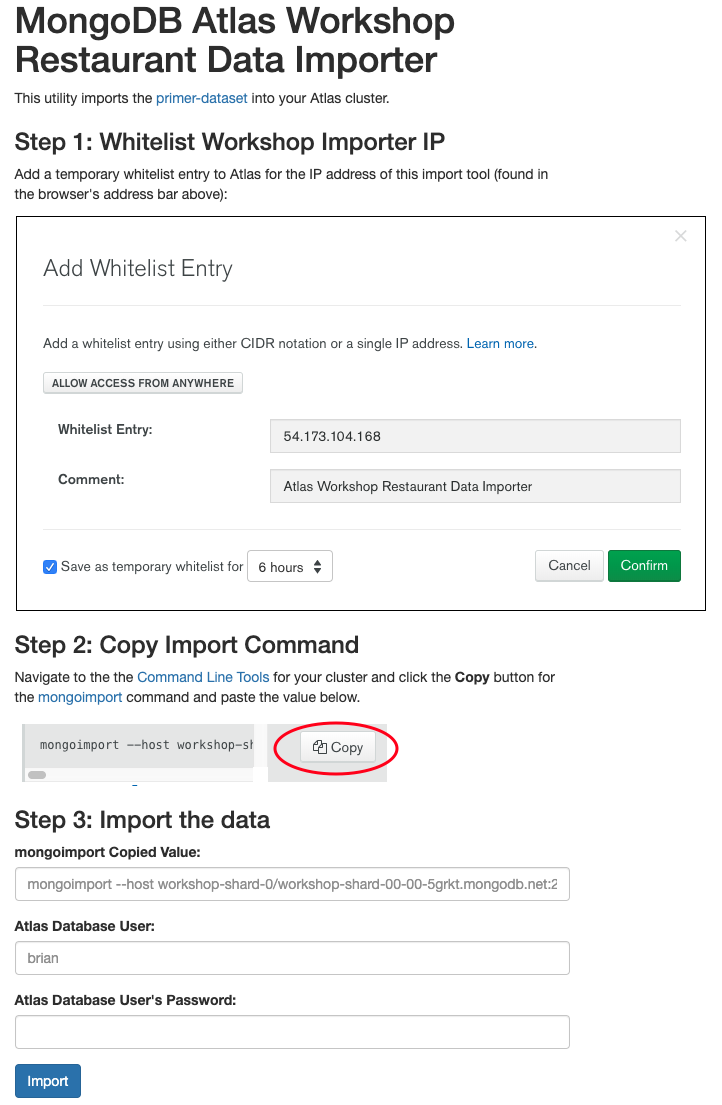 MongoDB Atlas Workshop
Restaurant Data Importer
This utility imports the primer-dataset into your Atlas cluster.
Step 1: Whitelist Workshop Importer IP
Add a temporary whitelist entry to Atlas for the IP address of this import tool (found in
the browser's address bar above):
Add Whitelist Entry
Add a whitelist entry using either CIDR notation or a single IP address. Learn more.
ALLOW ACCESS FROM ANYWHERE
Whitelist Entry: 54.173.104.168
Comment: Atlas Workshop Restaurant Data Importer
Save as temporary whitelist for 6 hours Cancel Confirm
Step 2: Copy Import Command
Navigate to the the Command Line Tools for your cluster and click the Copy button for
the mongoimport command and paste the value below.
mongoimport --host workshop-sh Copy
Step 3: Import the data
mongoimport Copied Value:
mongoimport --host workshop-shard-0/workshop-shard-00-00-5grkt.mongodb.net:2
Atlas Database User:
brian
Atlas Database User's Password:
Import